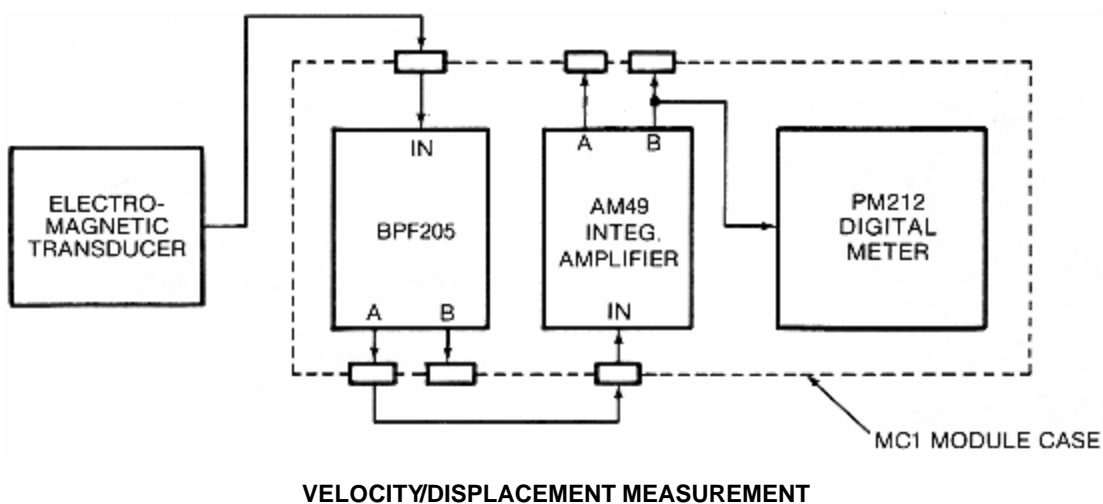 ELECTRO-
MAGNETIC
TRANSDUCER
IN
BPF205
A B
A B
AM49
INTEG.
AMPLIFIER
IN
PM212
DIGITAL
METER
MC1 MODULE CASE
VELOCITY/DISPLACEMENT MEASUREMENT